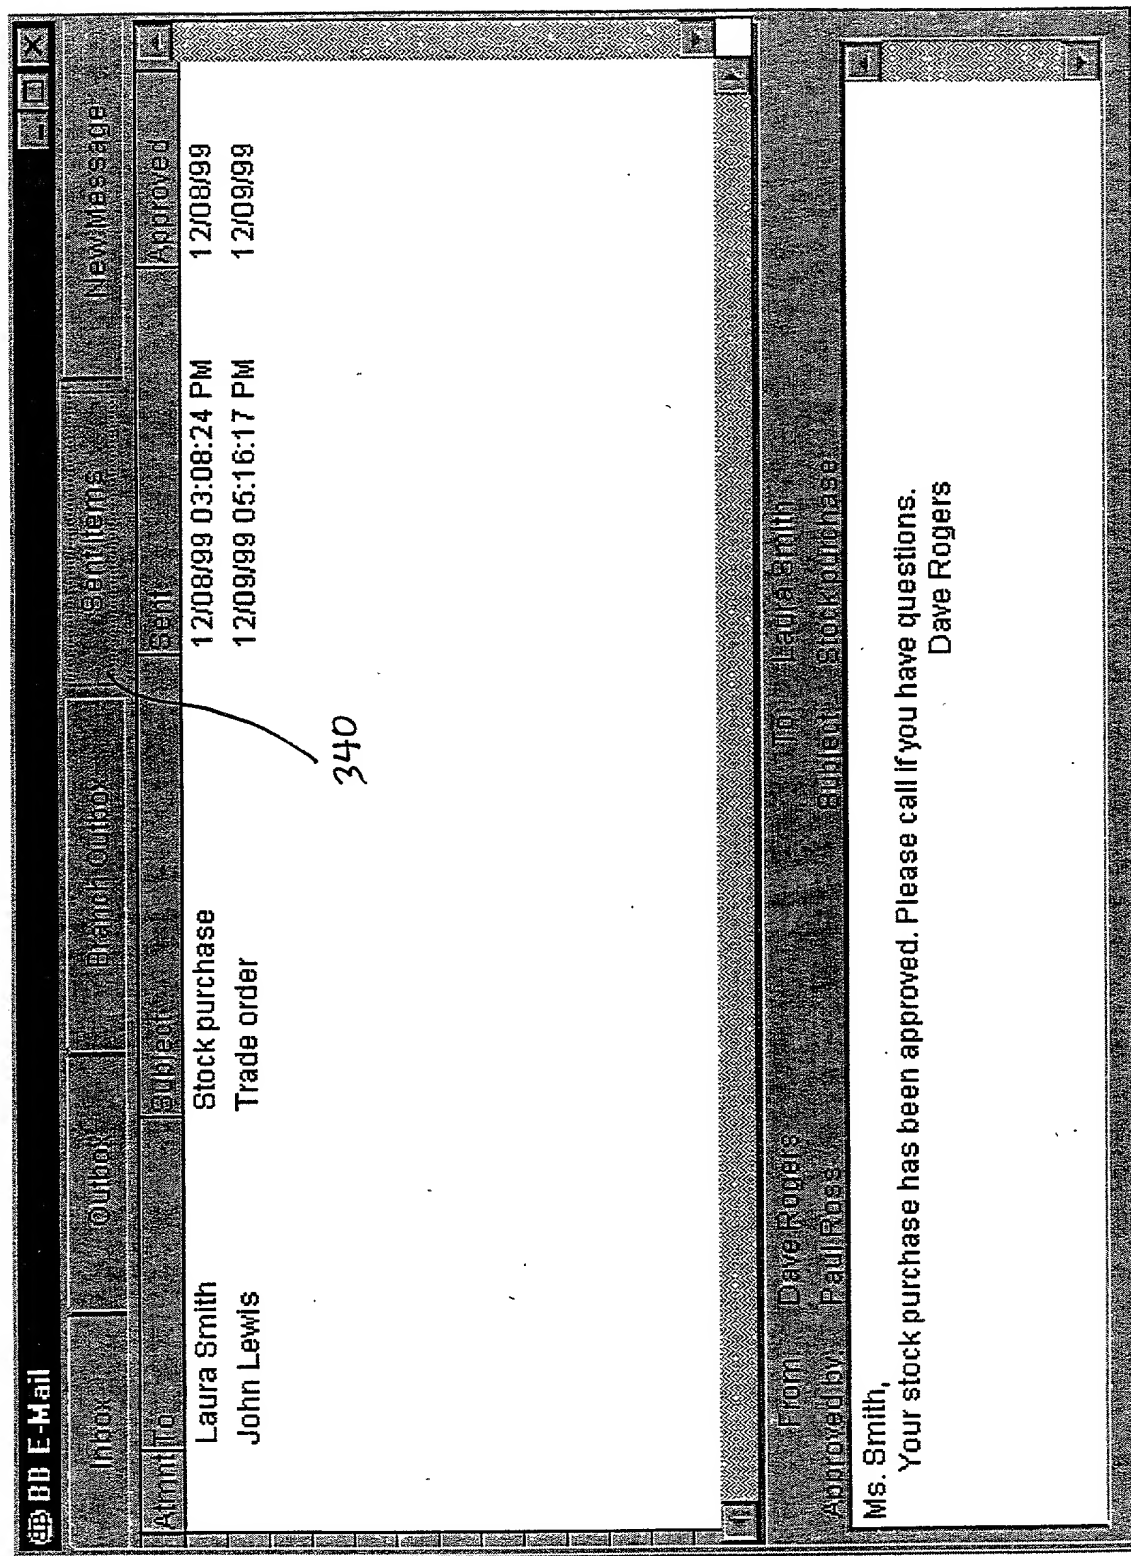 BB E-Mail
Inbox Outbox Branch Outbox Sent Items New Message
Atmnt To Subject Sent Approved
Laura Smith Stock purchase 12/08/99 03:08:24 PM 12/08/99
John Lewis Trade order 12/09/99 05:16:17 PM 12/09/99
340
From: Dave Rogers To: Laura Smith
Approved by: Paul Ross Subject: Stock purchase
Ms. Smith,
Your stock purchase has been approved. Please call if you have questions.
Dave Rogers